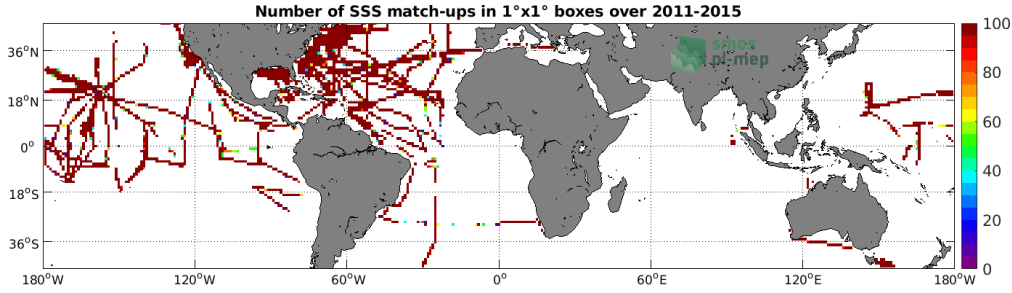 Number of SSS match-ups in 1°x1° boxes over 2011-2015
36°N
18°N
0°
18°S
36°S
180°W
120°W
60°W
0°
60°E
120°E
180°W
100
80
60
40
20
0
smos
pi-mep